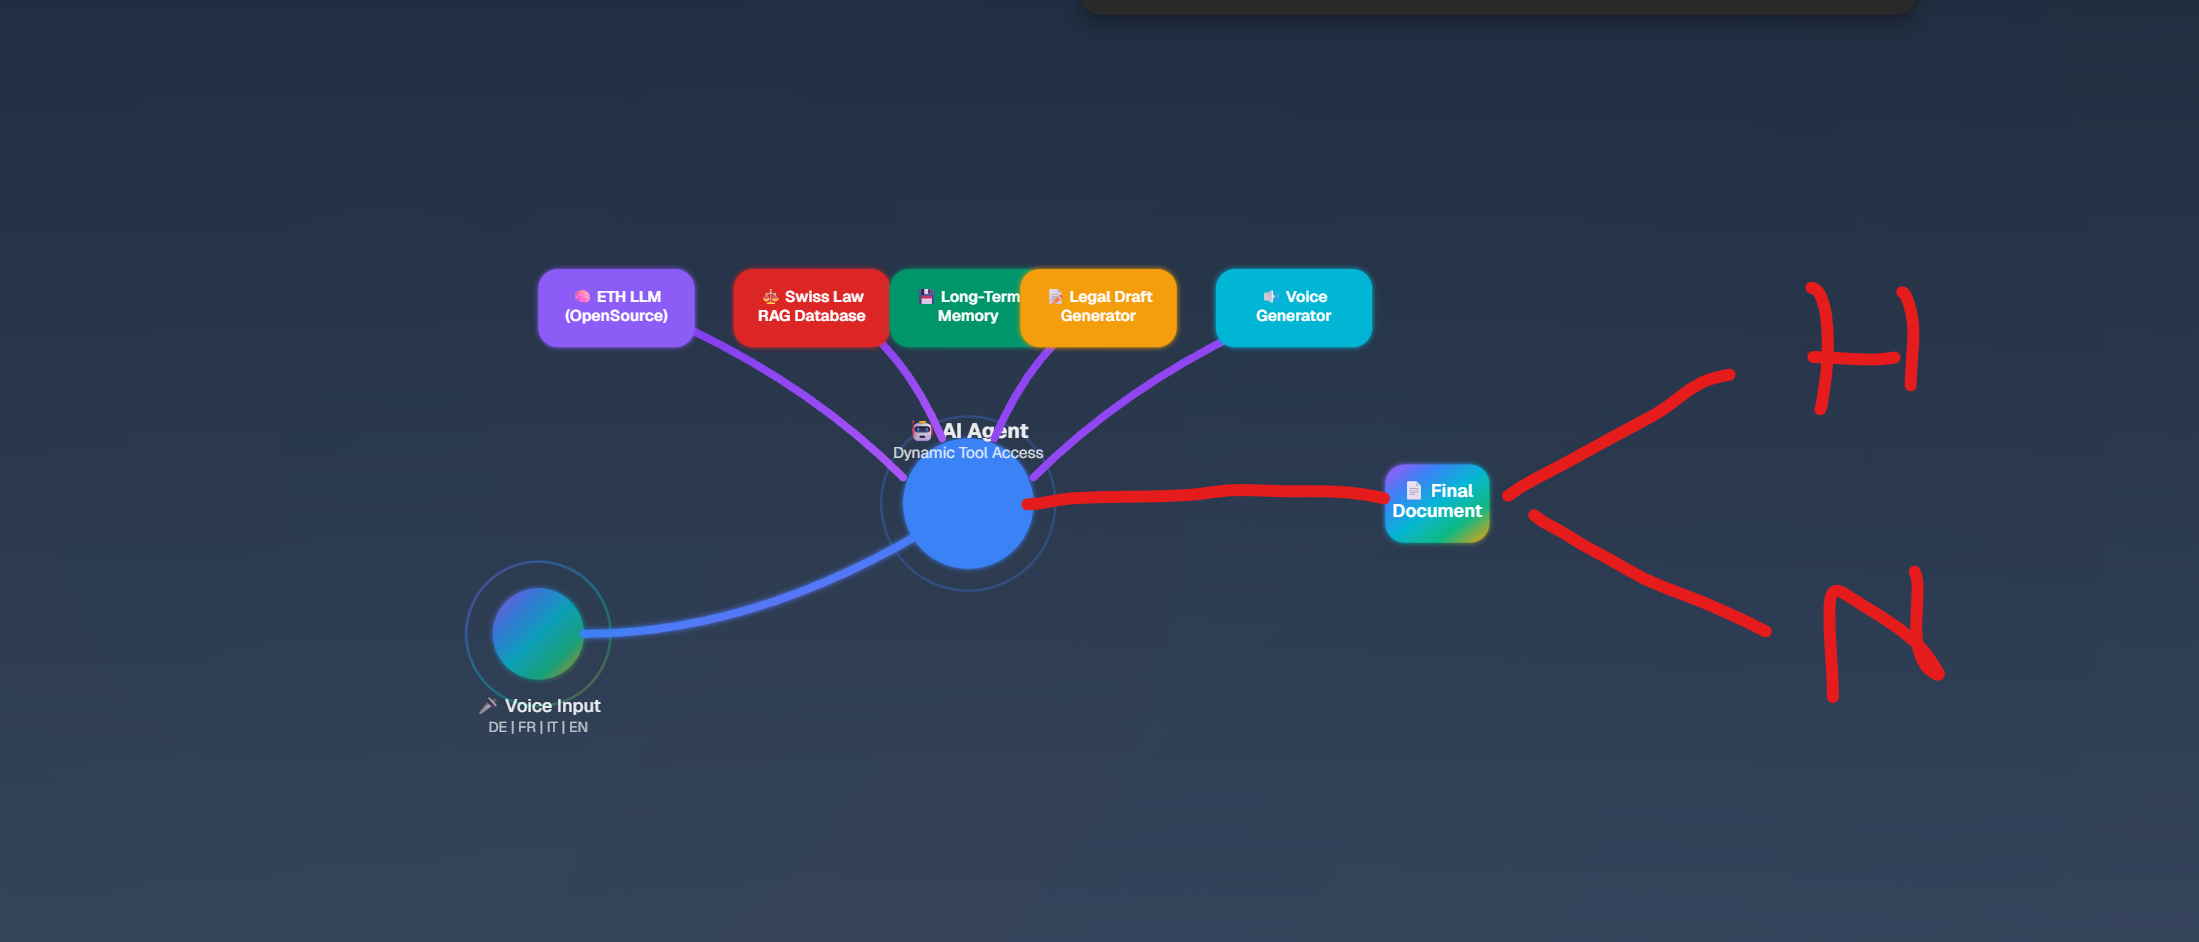 🧠 ETH LLM
(OpenSource)
⚖️ Swiss Law
RAG Database
💾 Long-Term
Memory
📝 Legal Draft
Generator
🔊 Voice
Generator
🤖 AI Agent
Dynamic Tool Access
📄 Final
Document
H
N
🎤 Voice Input
DE | FR | IT | EN